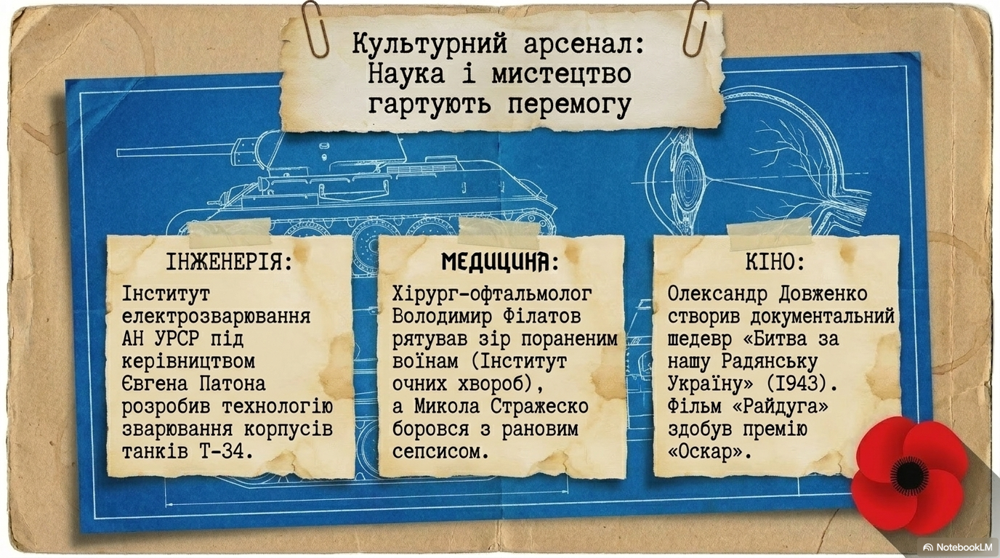 Культурний арсенал:
Наука і мистецтво
гартують перемогу
ІНЖЕНЕРІЯ:
Інститут
електрозварювання
АН УРСР під
керівництвом
Євгена Патона
розробив технологію
зварювання корпусів
танків Т-34.
МЕДИЦИНА:
Хірург-офтальмолог
Володимир Філатов
рятував зір пораненим
воїнам (Інститут
очних хвороб),
а Микола Стражеско
боровся з рановим
сепсисом.
КІНО:
Олександр Довженко
створив документальний
шедевр «Битва за
нашу Радянську
Україну» (1943).
Фільм «Райдуга»
здобув премію
«Оскар».
NotebookLM